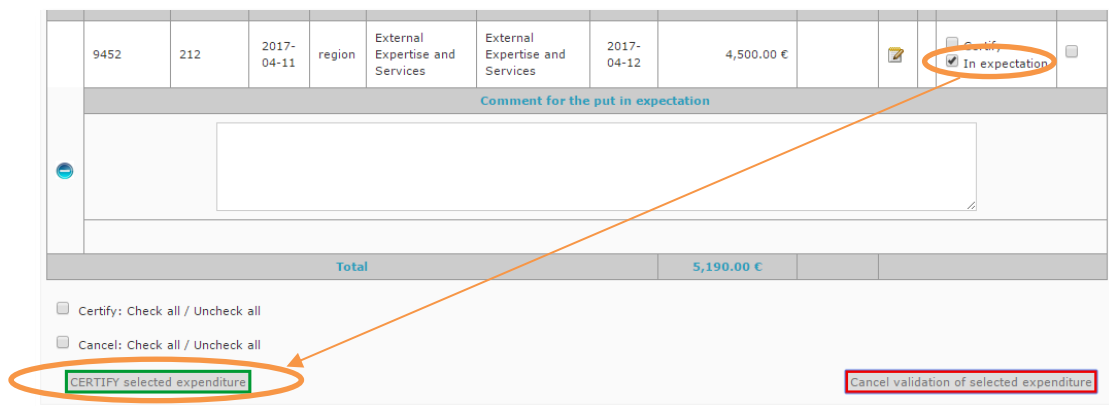 9452 212 2017-04-11 region External Expertise and Services External Expertise and Services 2017-04-12 4,500.00 € Certify
In expectation
Comment for the put in expectation
Total 5,190.00 €
Certify: Check all / Uncheck all
Cancel: Check all / Uncheck all
CERTIFY selected expenditure Cancel validation of selected expenditure